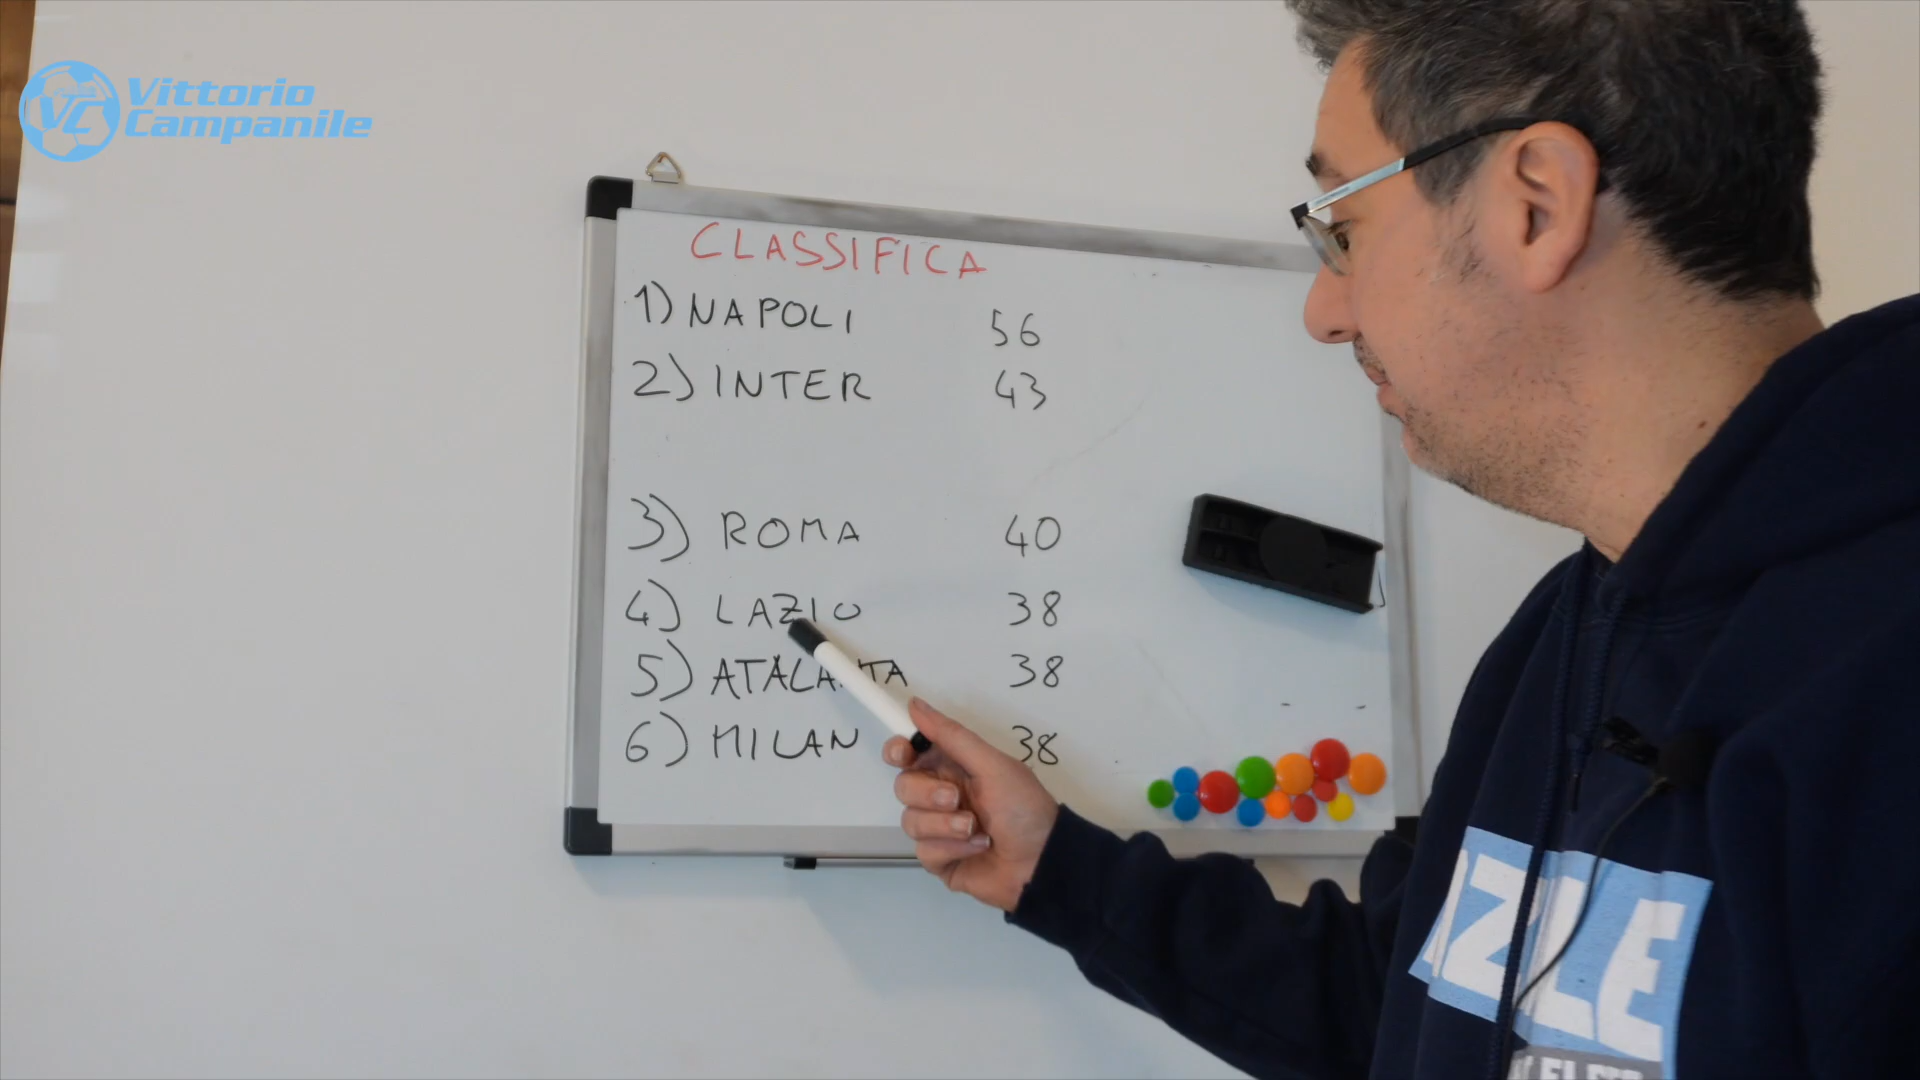 VC Vittorio
Campanile
CLASSIFICA
1) NAPOLI 56
2) INTER 43
3) ROMA 40
4) LAZIO 38
5) ATALANTA 38
6) MILAN 38